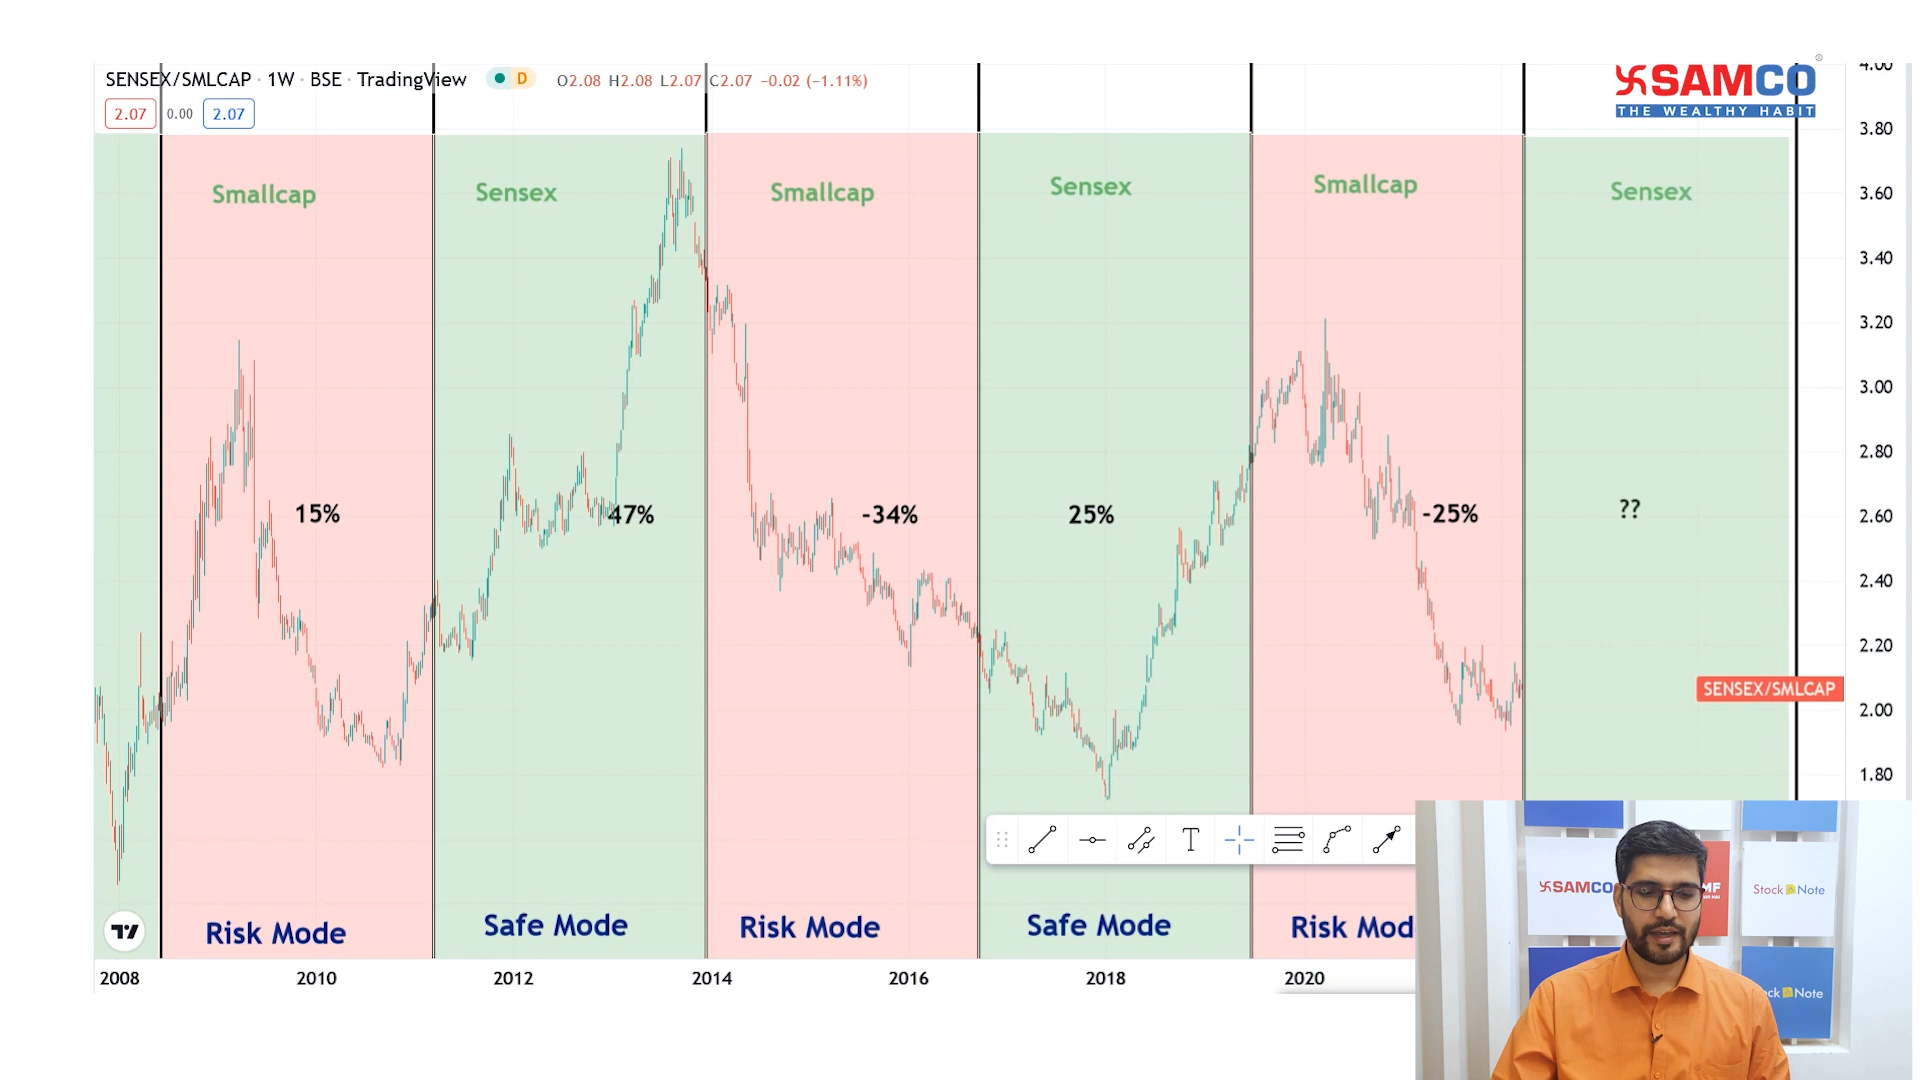 SENSEX/SMLCAP · 1W · BSE · TradingView D O2.08 H2.08 L2.07 C2.07 −0.02 (−1.11%)
2.07 0.00 2.07
SAMCO
THE WEALTHY HABIT
®
4.00
3.80
3.60
3.40
3.20
3.00
2.80
2.60
2.40
2.20
SENSEX/SMLCAP
2.00
1.80
Smallcap Sensex Smallcap Sensex Smallcap Sensex
15% 47% -34% 25% -25% ??
T
Risk Mode Safe Mode Risk Mode Safe Mode Risk Mod
2008 2010 2012 2014 2016 2018 2020
SAMCO MF Stock Note
ck Note